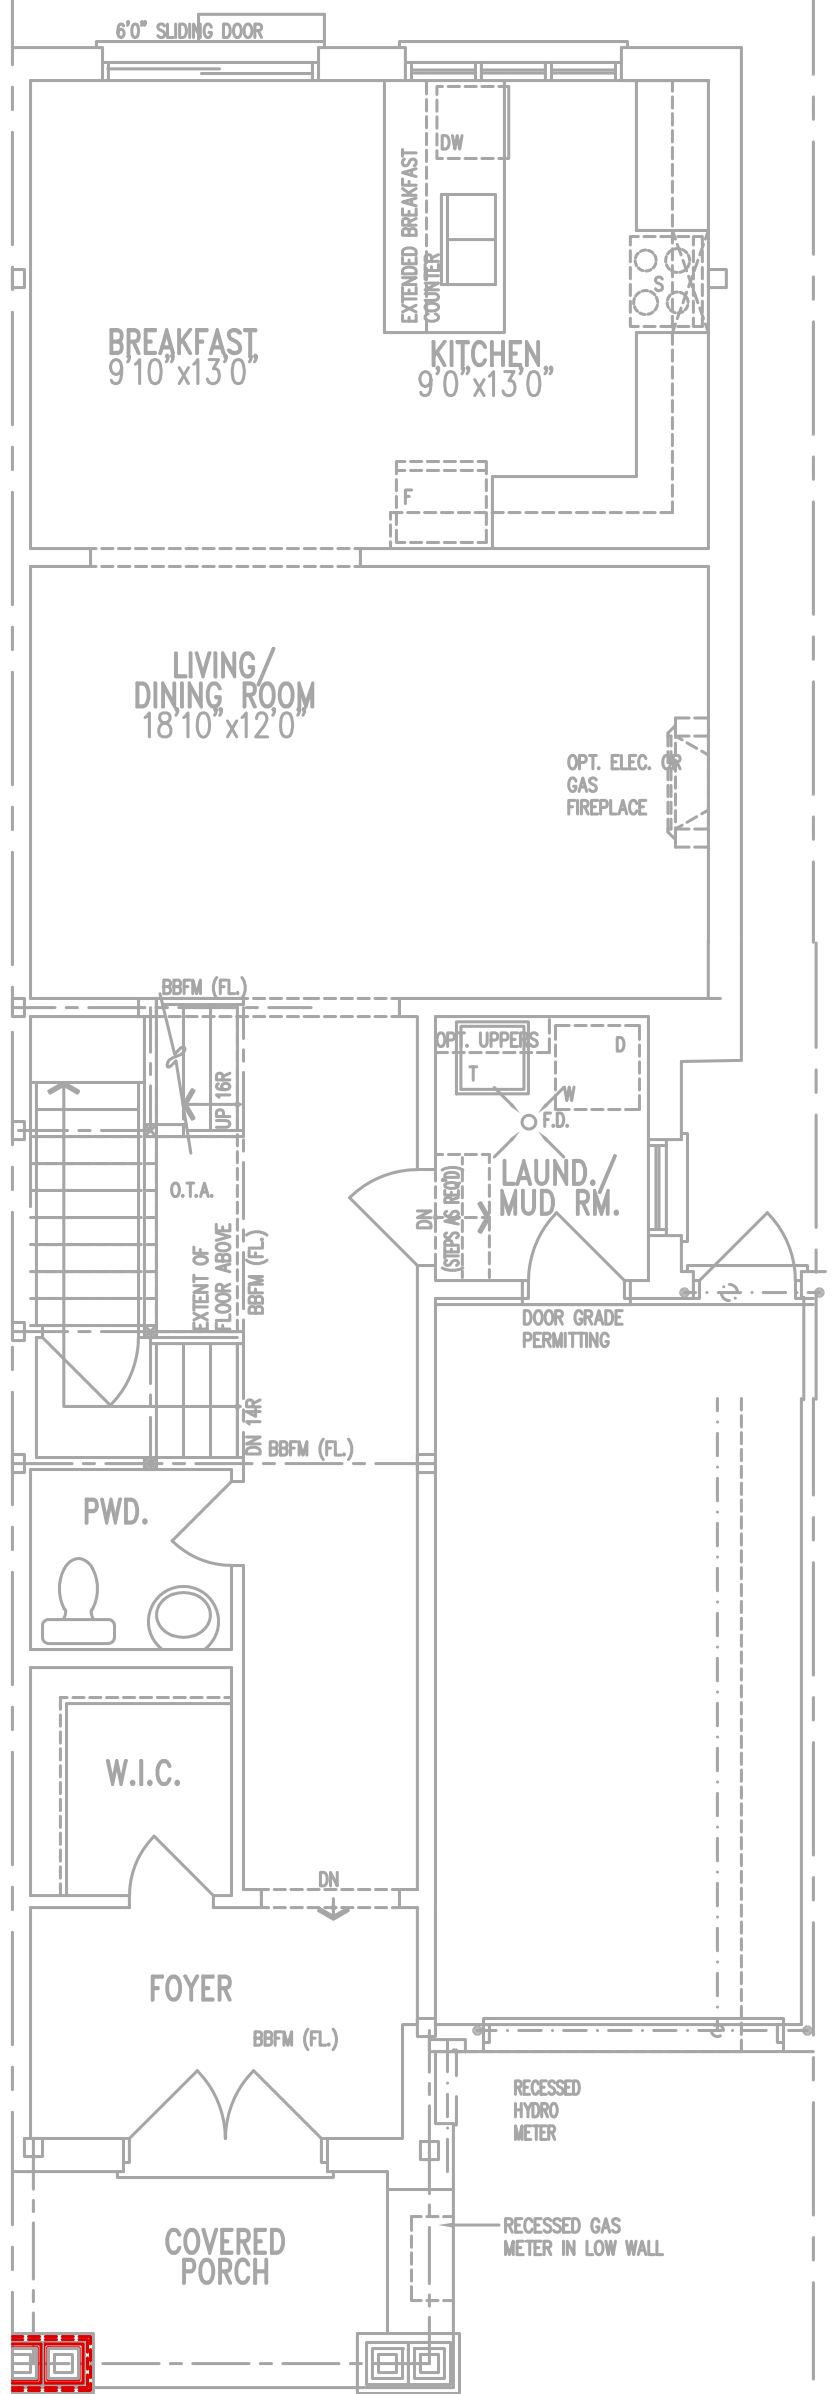 6'0" SLIDING DOOR
DW
EXTENDED BREAKFAST
COUNTER
S
BREAKFAST
9'10"x13'0"
KITCHEN
9'0"x13'0"
F
LIVING/
DINING ROOM
18'10"x12'0"
OPT. ELEC. OR
GAS
FIREPLACE
BBFM (FL.)
OPT. UPPERS
D
T
W
UP 16R
F.D.
O.T.A.
LAUND./
MUD RM.
DN
(STEPS AS REQ'D)
EXTENT OF
FLOOR ABOVE
BBFM (FL.)
DOOR GRADE
PERMITTING
DN 14R
BBFM (FL.)
PWD.
W.I.C.
DN
FOYER
BBFM (FL.)
RECESSED
HYDRO
METER
RECESSED GAS
METER IN LOW WALL
COVERED
PORCH